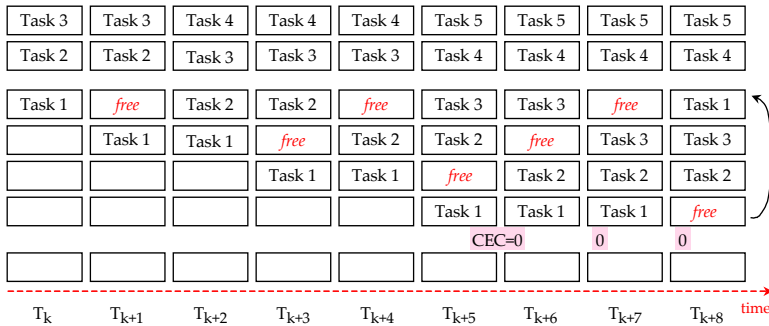 Task 3 Task 3 Task 4 Task 4 Task 4 Task 5 Task 5 Task 5 Task 5
Task 2 Task 2 Task 3 Task 3 Task 3 Task 4 Task 4 Task 4 Task 4
Task 1 free Task 2 Task 2 free Task 3 Task 3 free Task 1
Task 1 Task 1 free Task 2 Task 2 free Task 3 Task 3
Task 1 Task 1 free Task 2 Task 2 Task 2
Task 1 Task 1 Task 1 free
CEC=0 0 0
time
Tk Tk+1 Tk+2 Tk+3 Tk+4 Tk+5 Tk+6 Tk+7 Tk+8